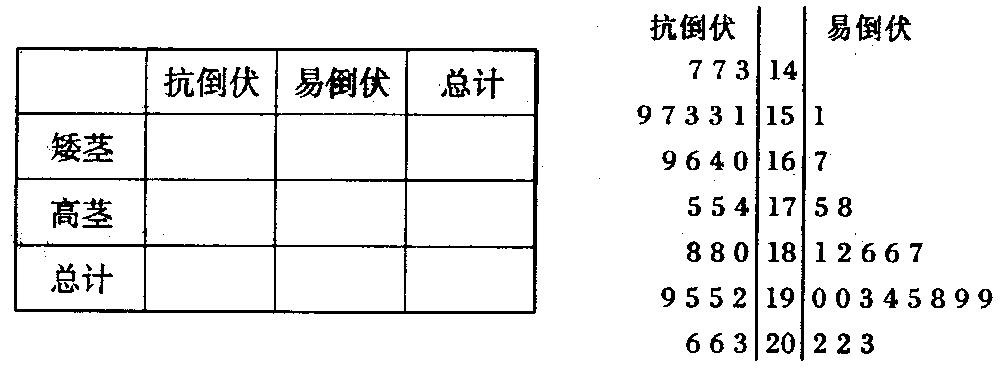 抗倒伏 易倒伏 总计
矮茎
高茎
总计
抗倒伏 易倒伏
7 7 3 14
9 7 3 3 1 15 1
9 6 4 0 16 7
5 5 4 17 5 8
8 8 0 18 1 2 6 6 7
9 5 5 2 19 0 0 3 4 5 8 9 9
6 6 3 20 2 2 3